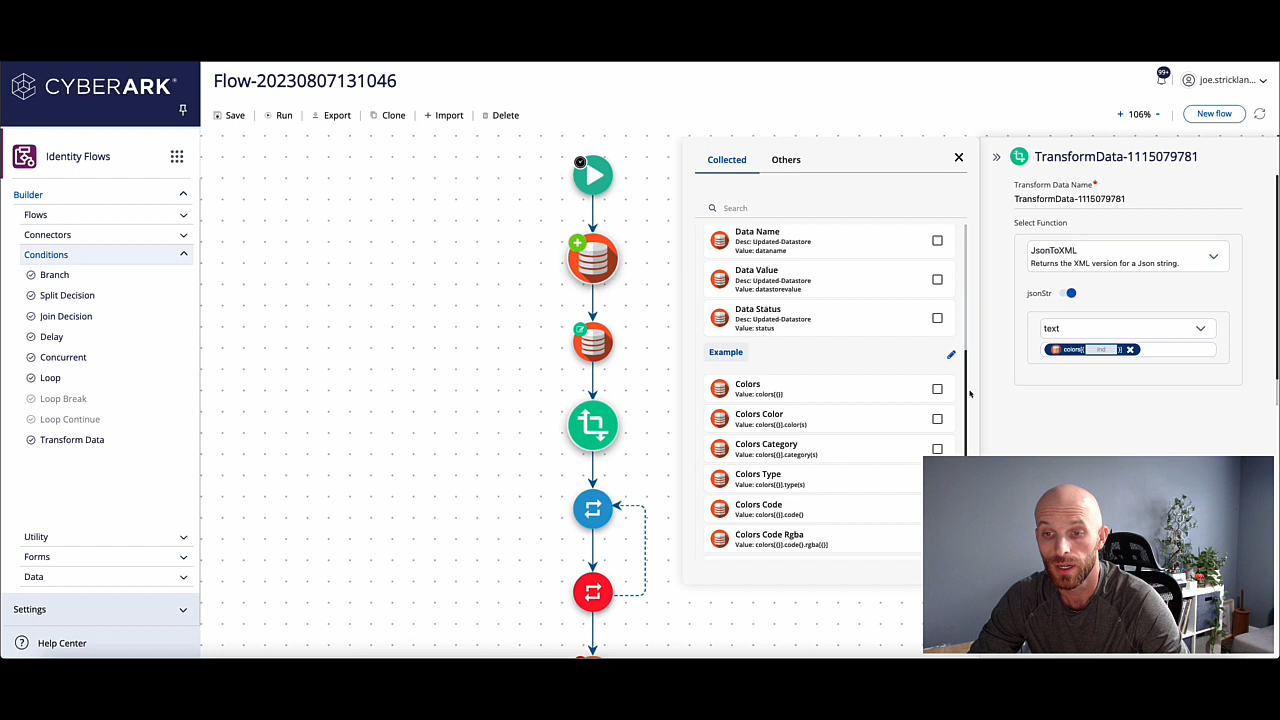 CYBERARK®
Identity Flows
Builder
Flows
Connectors
Conditions
Branch
Split Decision
Join Decision
Delay
Concurrent
Loop
Loop Break
Loop Continue
Transform Data
Utility
Forms
Data
Settings
Help Center
Flow-20230807131046
99+
joe.stricklan...
Save
Run
Export
Clone
+ Import
Delete
+ 106% -
New flow
Collected
Others
Search
Data Name
Desc: Updated-Datastore
Value: dataname
Data Value
Desc: Updated-Datastore
Value: datastorevalue
Data Status
Desc: Updated-Datastore
Value: status
Example
Colors
Value: colors[{}]
Colors Color
Value: colors[{}].color(s)
Colors Category
Value: colors[{}].category(s)
Colors Type
Value: colors[{}].type(s)
Colors Code
Value: colors[{}].code{}
Colors Code Rgba
Value: colors[{}].code{}.rgba[{}]
TransformData-1115079781
Transform Data Name*
TransformData-1115079781
Select Function
JsonToXML
Returns the XML version for a Json string.
jsonStr
text